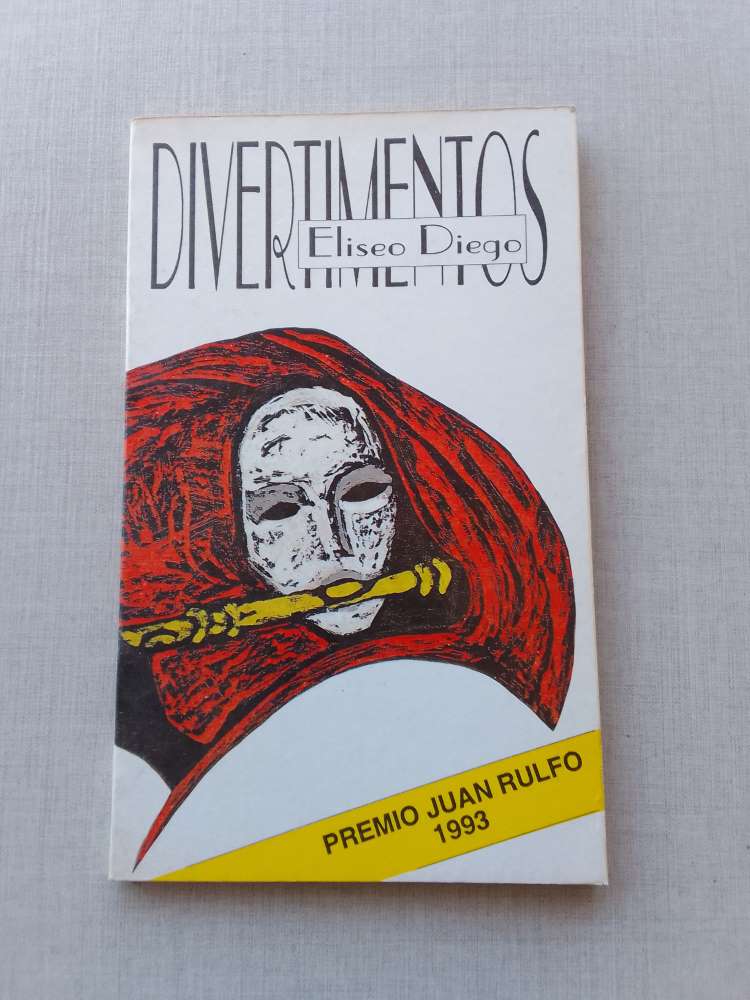 DIVERTIMENTOS
Eliseo Diego
PREMIO JUAN RULFO
1993